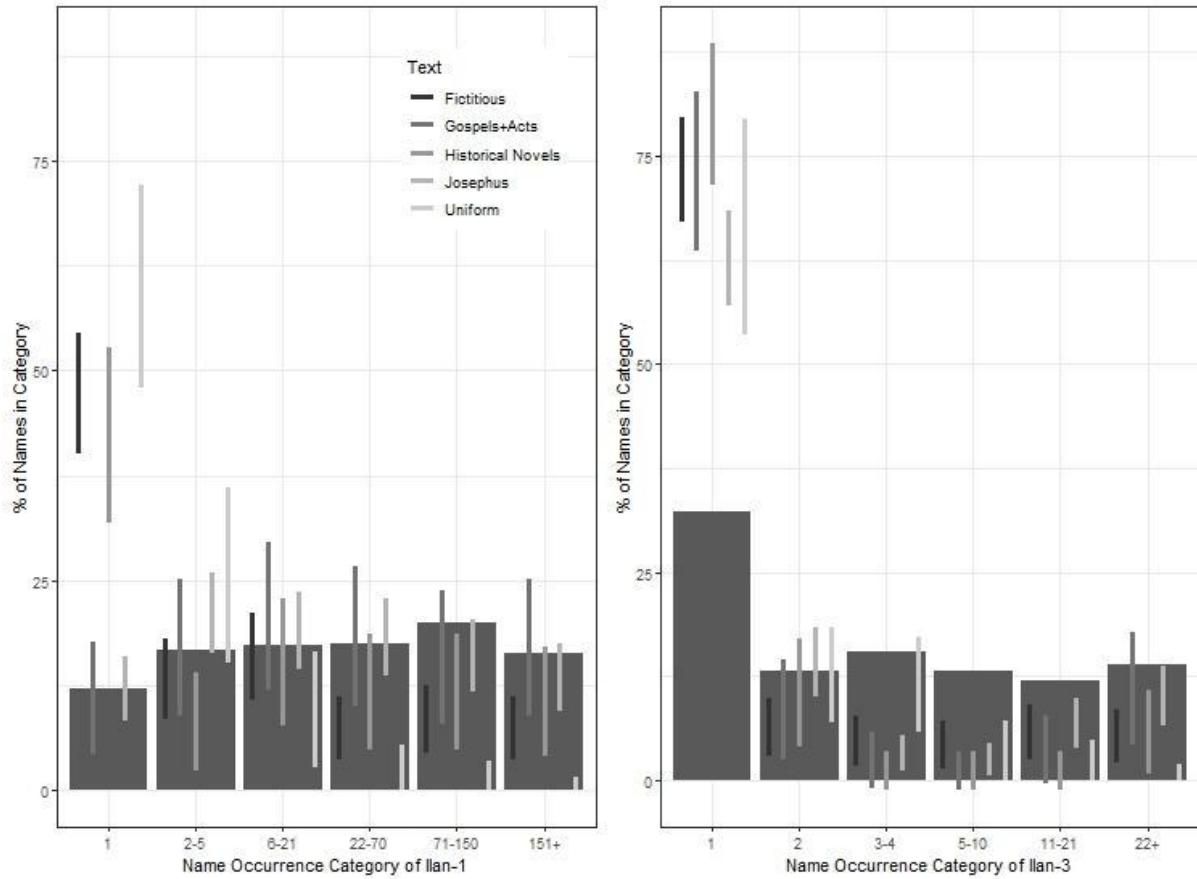 Text
Fictitious
Gospels+Acts
Historical Novels
Josephus
Uniform
% of Names in Category
75
50
25
0
1 2-5 6-21 22-70 71-150 151+
Name Occurrence Category of Ilan-1
% of Names in Category
75
50
25
0
1 2 3-4 5-10 11-21 22+
Name Occurrence Category of Ilan-3